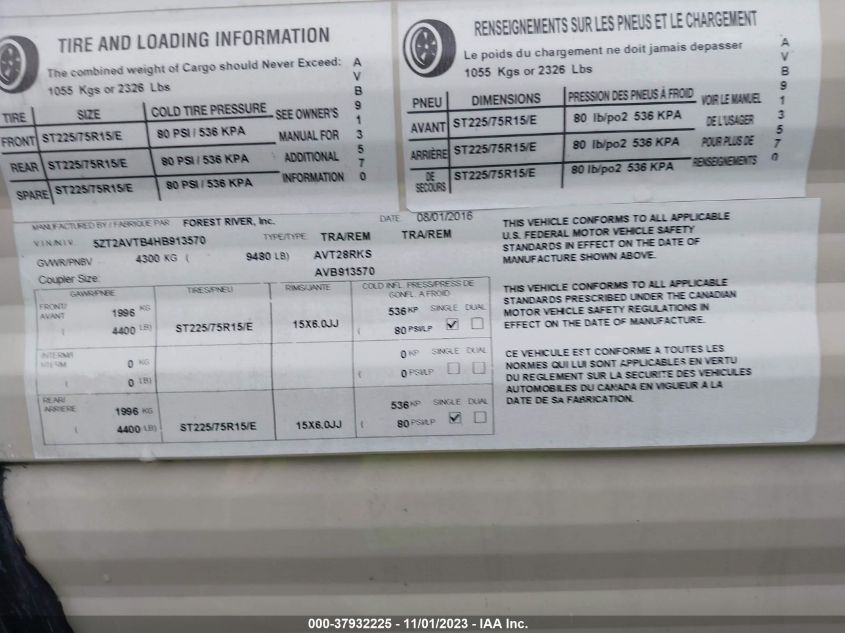 TIRE AND LOADING INFORMATION
The combined weight of Cargo should Never Exceed:
1055 Kgs or 2326 Lbs
TIRE SIZE COLD TIRE PRESSURE SEE OWNER'S MANUAL FOR ADDITIONAL INFORMATION
FRONT ST225/75R15/E 80 PSI / 536 KPA
REAR ST225/75R15/E 80 PSI / 536 KPA
SPARE ST225/75R15/E 80 PSI / 536 KPA
AVB913570
RENSEIGNEMENTS SUR LES PNEUS ET LE CHARGEMENT
Le poids du chargement ne doit jamais depasser
1055 Kgs or 2326 Lbs
PNEU DIMENSIONS PRESSION DES PNEUS À FROID VOIR LE MANUEL DE L'USAGER POUR PLUS DE RENSEIGNEMENTS
AVANT ST225/75R15/E 80 lb/po2 536 KPA
ARRIÈRE ST225/75R15/E 80 lb/po2 536 KPA
DE SECOURS ST225/75R15/E 80 lb/po2 536 KPA
AVB913570
MANUFACTURED BY / FABRIQUE PAR FOREST RIVER, Inc. DATE 08/01/2016
V.I.N./N.I.V. 5ZT2AVTB4HB913570 TYPE/TYPE TRA/REM TRA/REM
GVWR/PNBV 4300 KG ( 9480 LB) AVT28RKS
Coupler Size: AVB913570
GAWR/PNBE TIRES/PNEU RIMS/JANTE COLD INFL. PRESS/PRESS DE GONFL. A FROID
FRONT/ AVANT 1996 KG 536 KP SINGLE DUAL
( 4400 LB) ST225/75R15/E 15X6.0JJ ( 80 PSI/LP
0 KG 0 KP SINGLE DUAL
( 0 LB) ( 0 PSI/LP
REAR/ ARRIERE 1996 KG 536 KP SINGLE DUAL
( 4400 LB) ST225/75R15/E 15X6.0JJ ( 80 PSI/LP
THIS VEHICLE CONFORMS TO ALL APPLICABLE
U.S. FEDERAL MOTOR VEHICLE SAFETY
STANDARDS IN EFFECT ON THE DATE OF
MANUFACTURE SHOWN ABOVE.
THIS VEHICLE CONFORMS TO ALL APPLICABLE
STANDARDS PRESCRIBED UNDER THE CANADIAN
MOTOR VEHICLE SAFETY REGULATIONS IN
EFFECT ON THE DATE OF MANUFACTURE.
CE VEHICULE EST CONFORME A TOUTES LES
NORMES QUI LUI SONT APPLICABLES EN VERTU
DU REGLEMENT SUR LA SECURITE DES VEHICULES
AUTOMOBILES DU CANADA EN VIGUEUR A LA
DATE DE SA FABRICATION.
000-37932225 - 11/01/2023 - IAA Inc.